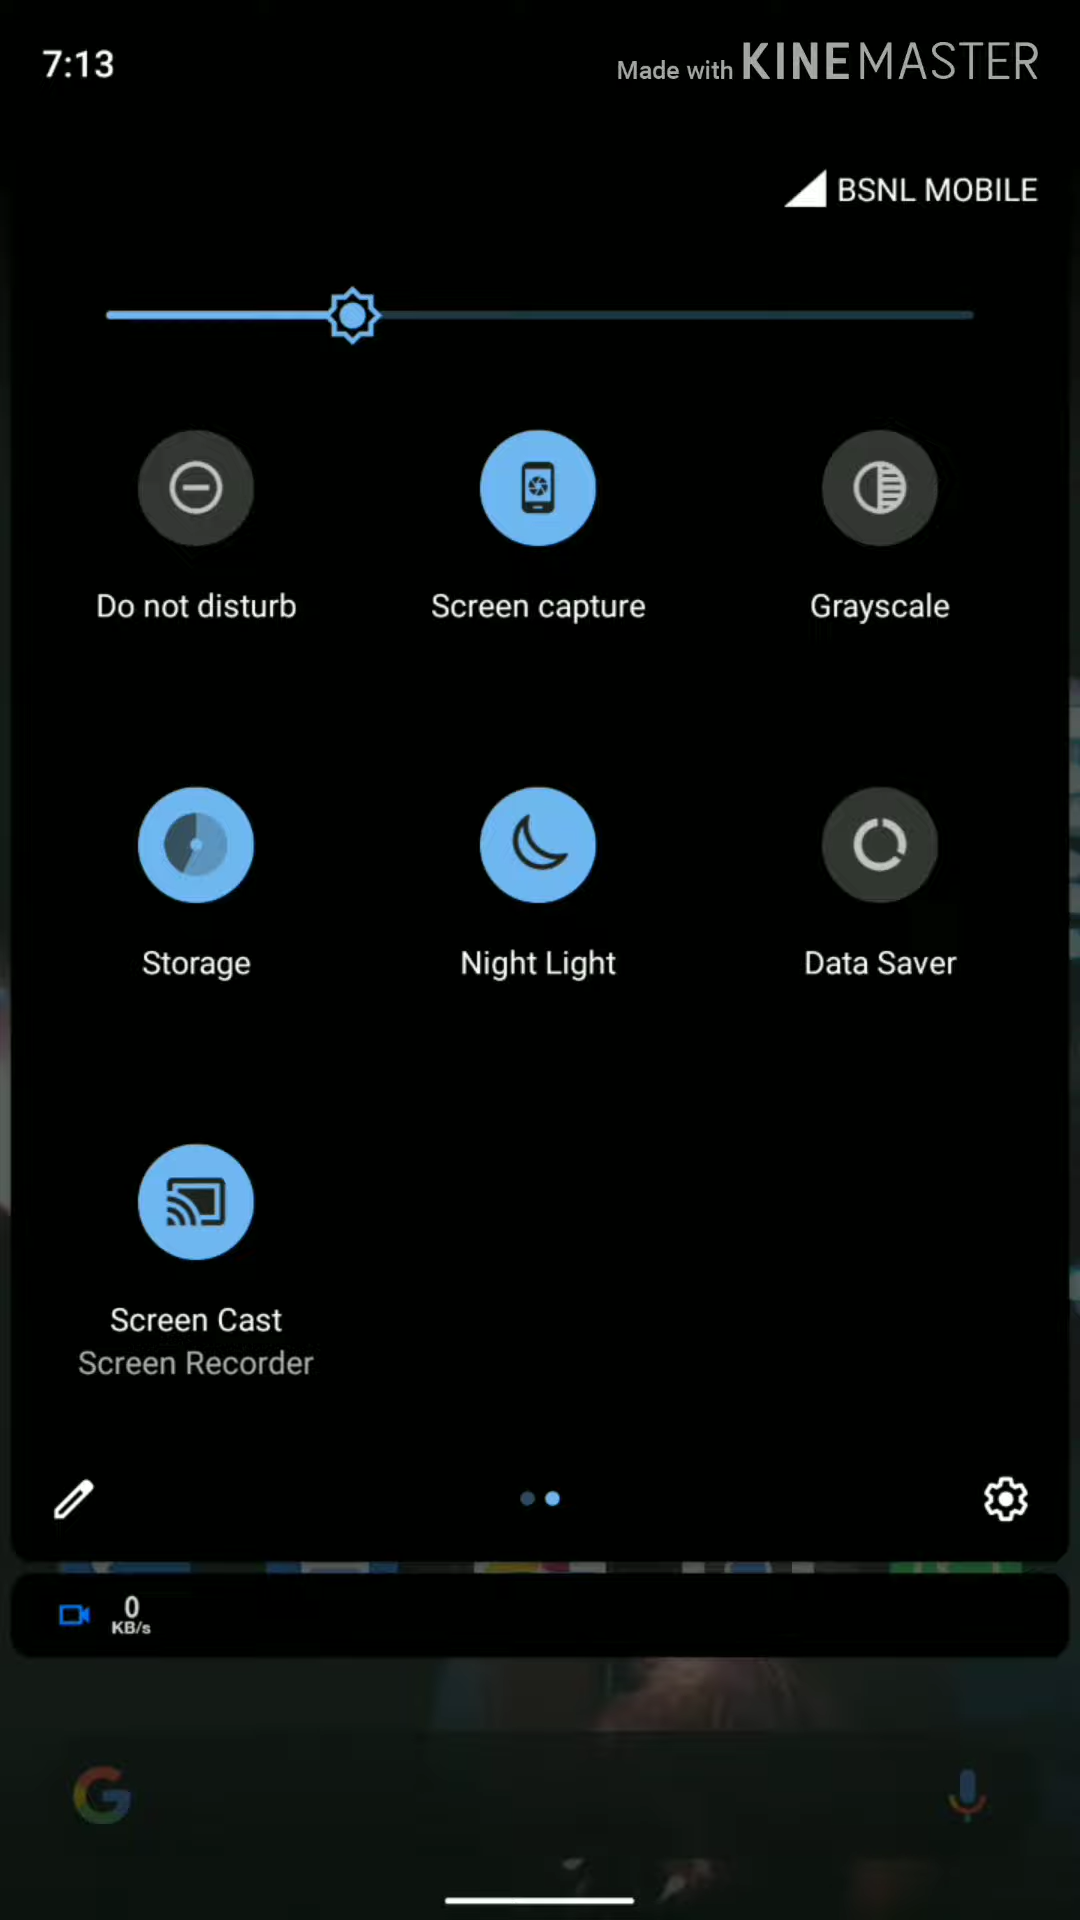 7:13
Made with KINEMASTER
BSNL MOBILE
Do not disturb
Screen capture
Grayscale
Storage
Night Light
Data Saver
Screen Cast
Screen Recorder
0
KB/s